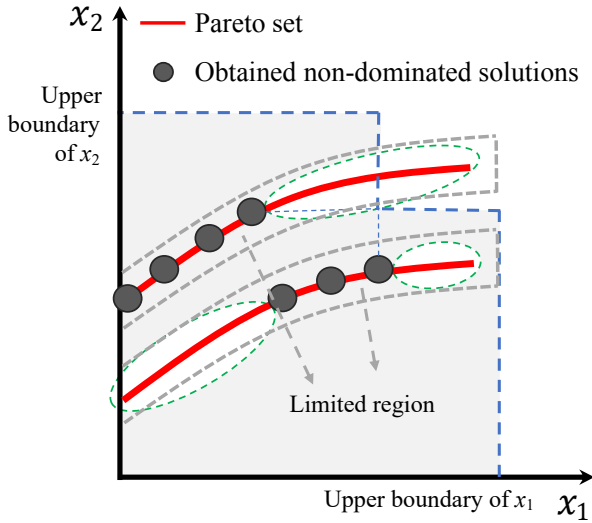 x₂
Pareto set
Obtained non-dominated solutions
Upper
boundary
of x₂
Limited region
Upper boundary of x₁
x₁